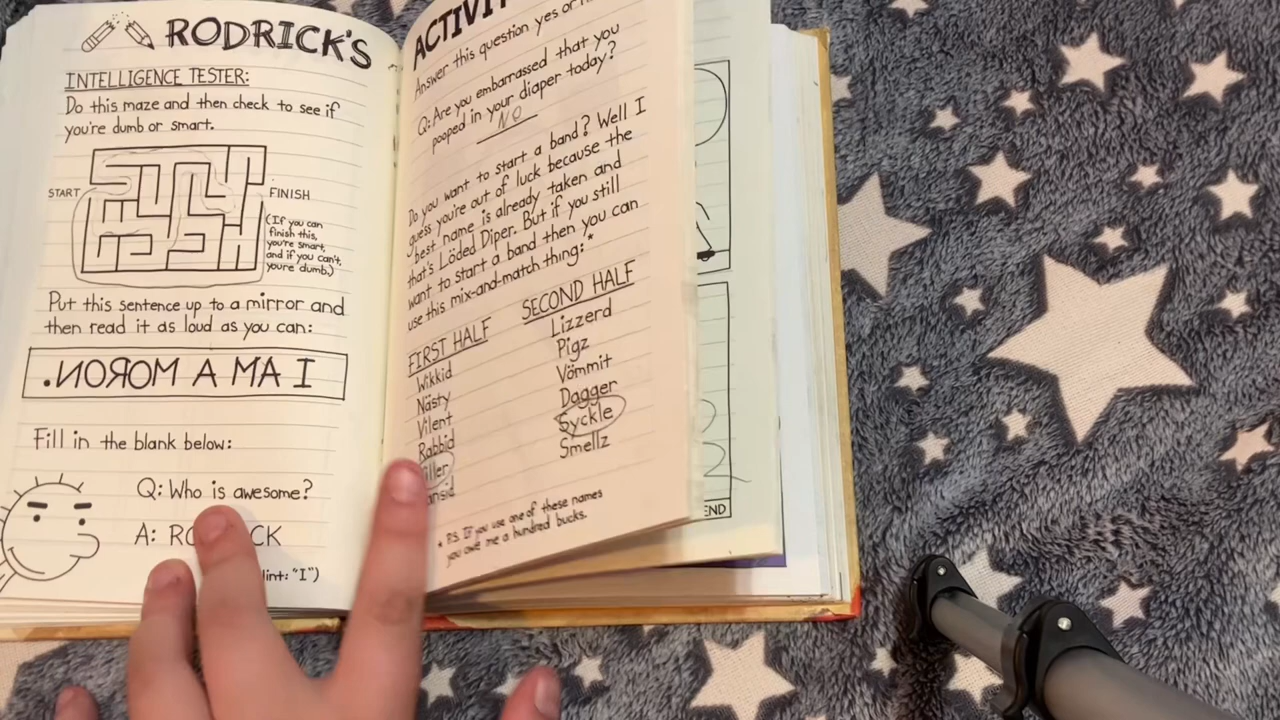 RODRICK'S
INTELLIGENCE TESTER:
Do this maze and then check to see if
you're dumb or smart.
START
FINISH
(If you can
finish this,
you're smart,
and if you can't,
you're dumb.)
Put this sentence up to a mirror and
then read it as loud as you can:
I AM A MORON.
Fill in the blank below:
Q: Who is awesome?
A: RO CK
"I")
ACTIVIT
Answer this question yes or
Q: Are you embarrassed that you
pooped in your diaper today?
NO
Do you want to start a band? Well I
guess you're out of luck because the
best name is already taken and
that's Löded Diper. But if you still
want to start a band then you can
use this mix-and-match thing:*
FIRST HALF
Wikkid
Nästy
Vilent
Rabbid
iller
ansid
SECOND HALF
Lizzerd
Pigz
Vömmit
Dagger
Syckle
Smellz
* P.S. If you use one of these names
you owe me a hundred bucks.
END